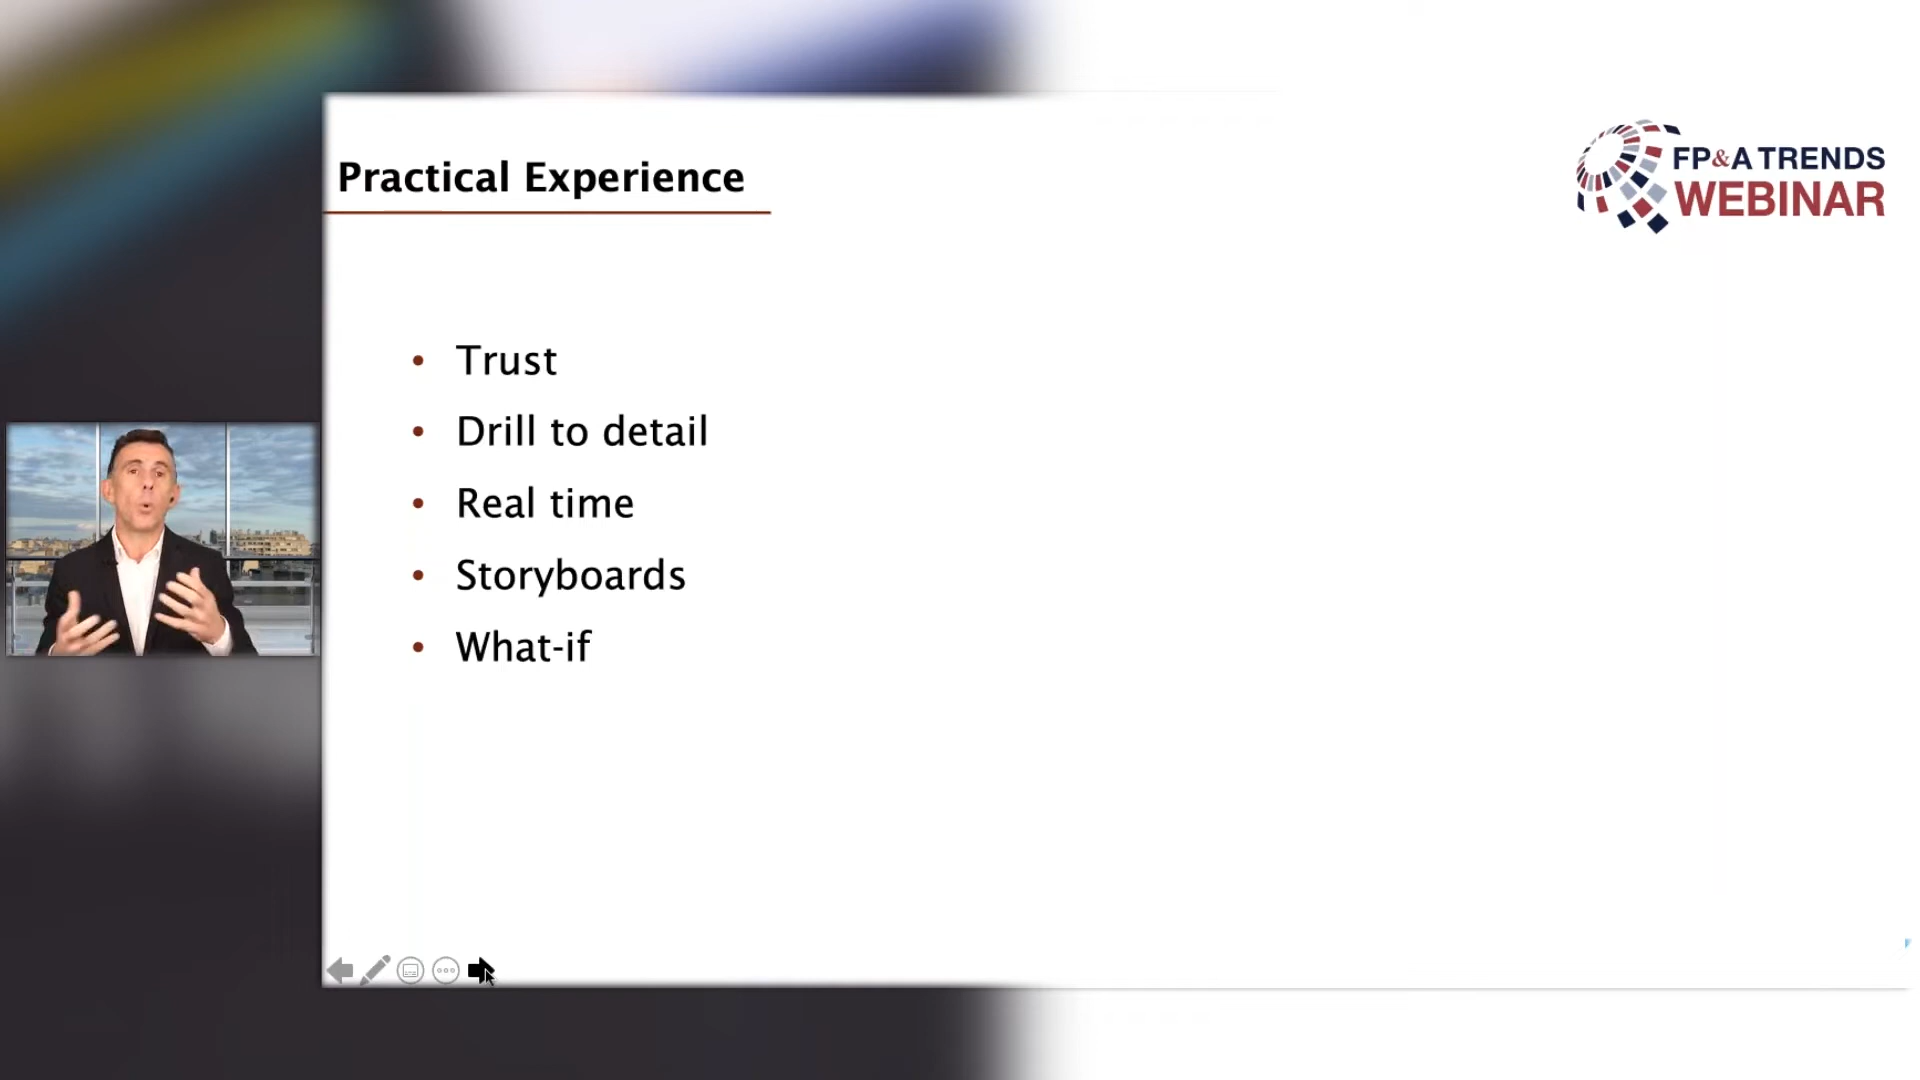 Practical Experience
FP&A TRENDS
WEBINAR
• Trust
• Drill to detail
• Real time
• Storyboards
• What-if